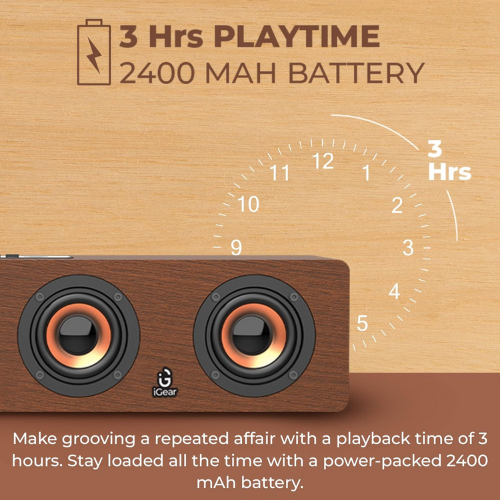 3 Hrs PLAYTIME
2400 MAH BATTERY
3
Hrs
12
11
1
10
2
9
3
4
5
iGear
Make grooving a repeated affair with a playback time of 3
hours. Stay loaded all the time with a power-packed 2400
mAh battery.